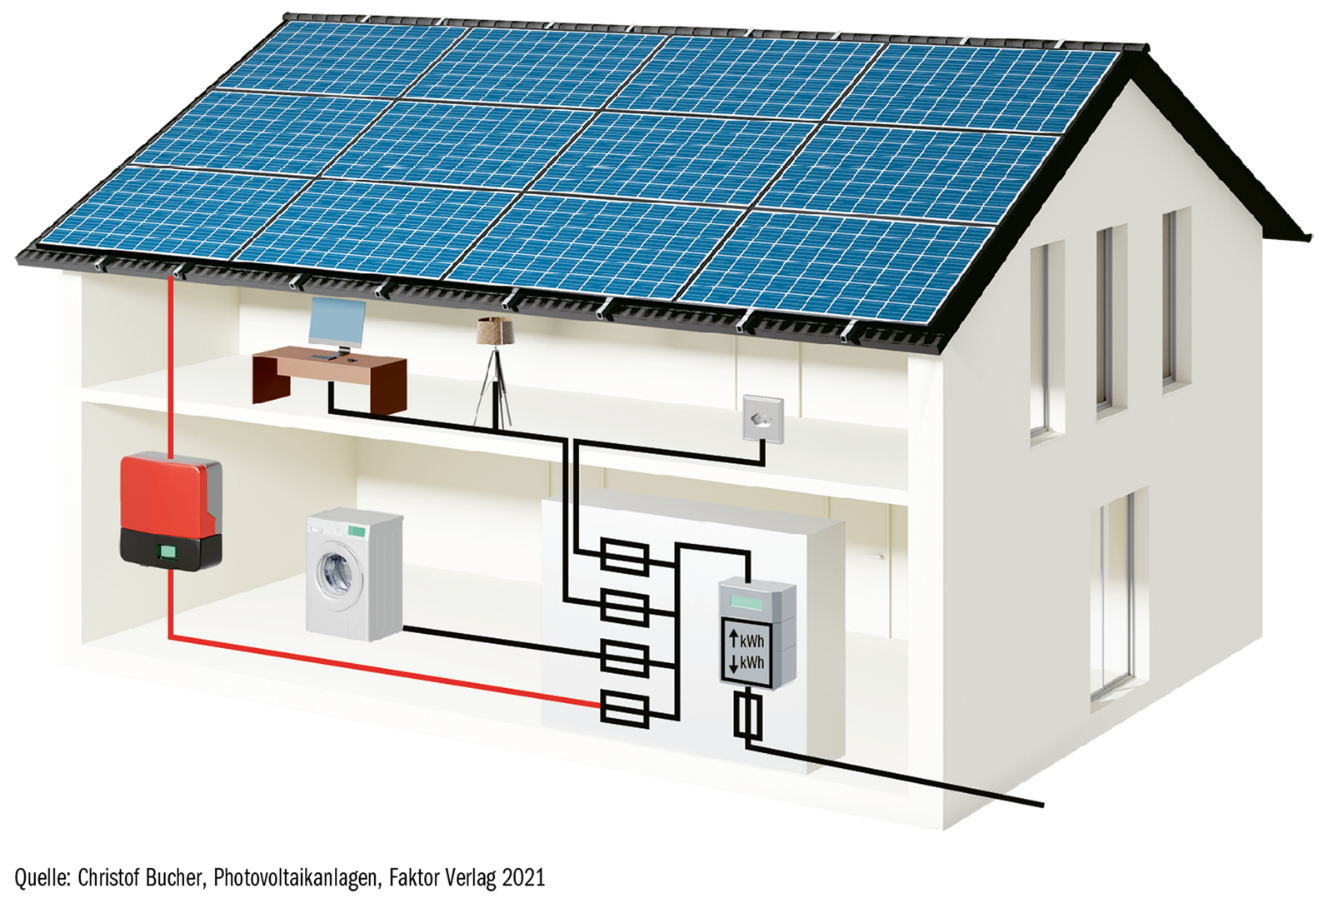 kWh
kWh
Quelle: Christof Bucher, Photovoltaikanlagen, Faktor Verlag 2021